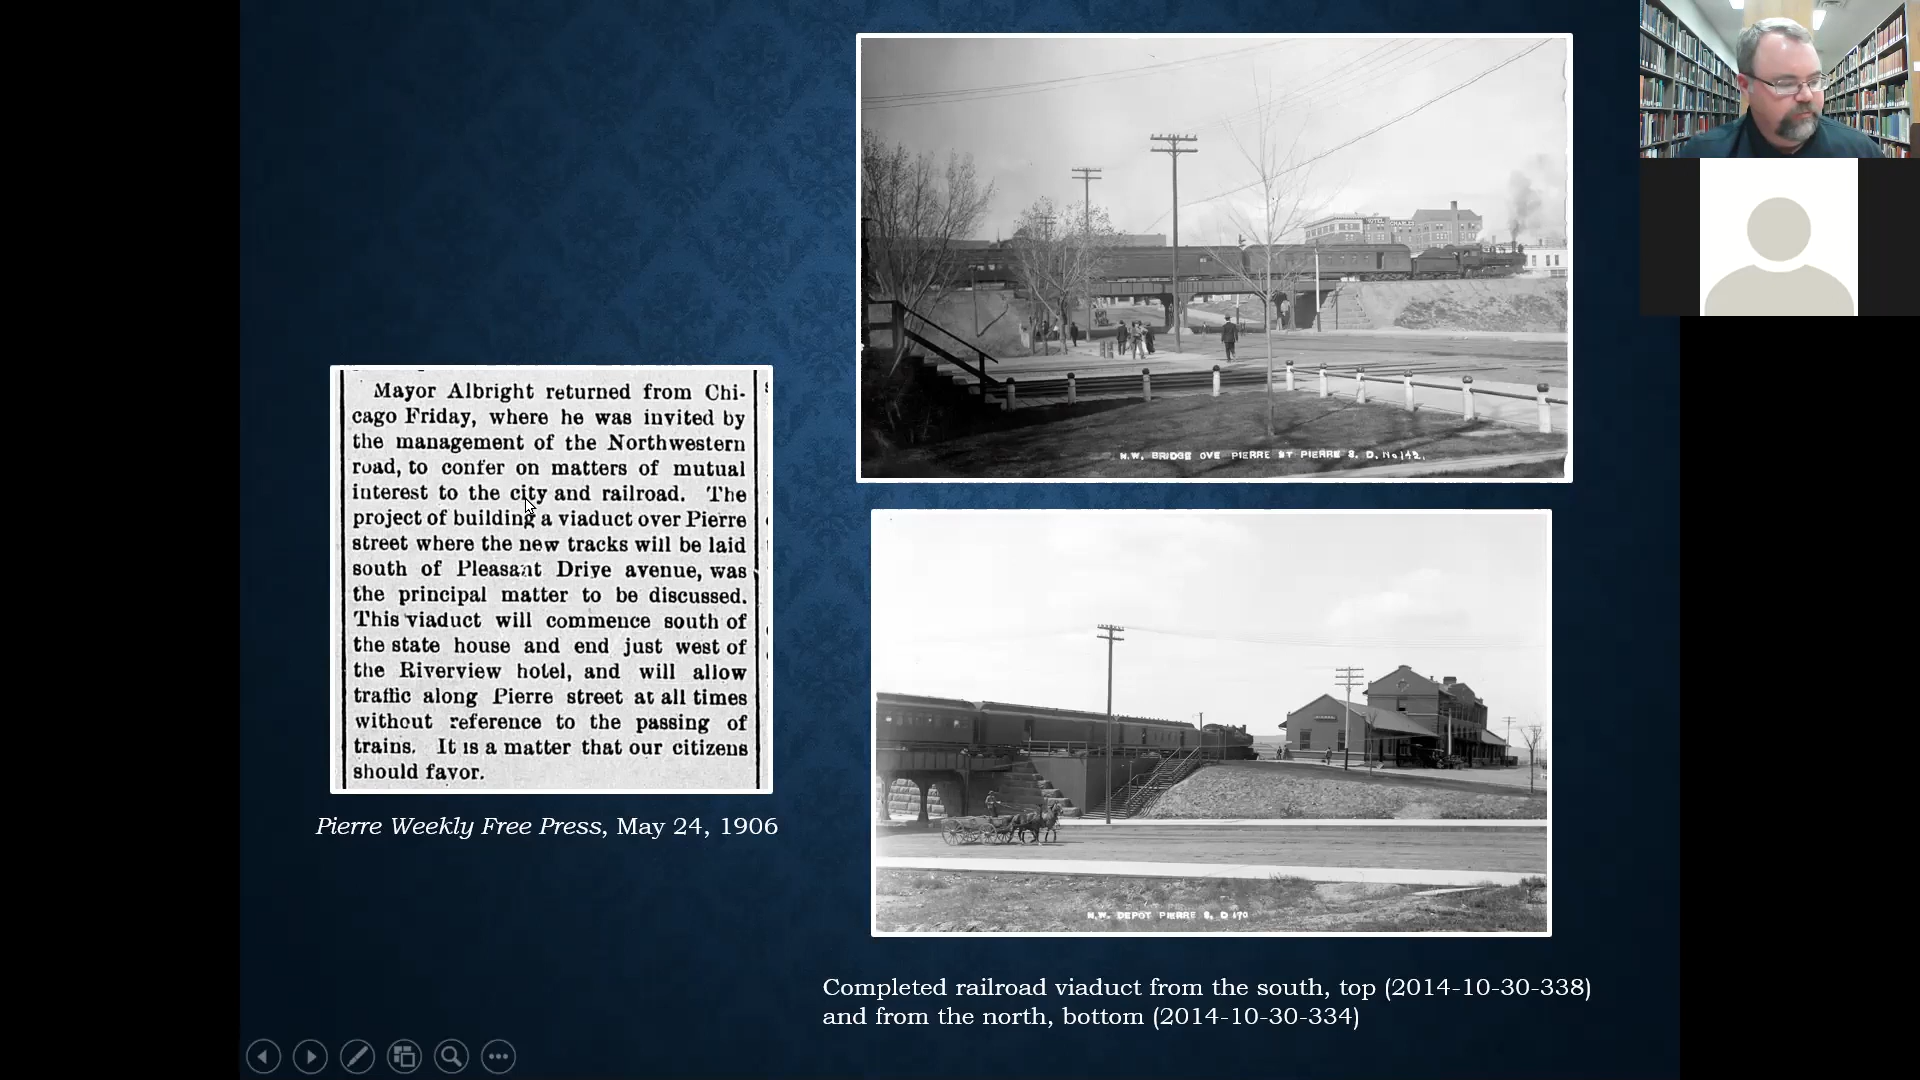 Mayor Albright returned from Chi-
cago Friday, where he was invited by
the management of the Northwestern
road, to confer on matters of mutual
interest to the city and railroad. The
project of building a viaduct over Pierre
street where the new tracks will be laid
south of Pleasant Drive avenue, was
the principal matter to be discussed.
This viaduct will commence south of
the state house and end just west of
the Riverview hotel, and will allow
traffic along Pierre street at all times
without reference to the passing of
trains. It is a matter that our citizens
should favor.
Pierre Weekly Free Press, May 24, 1906
HOTEL CHARLES
N.W. BRIDGE OVE PIERRE ST PIERRE S. D. No 142.
N.W. DEPOT PIERRE S. D 170
Completed railroad viaduct from the south, top (2014-10-30-338)
and from the north, bottom (2014-10-30-334)